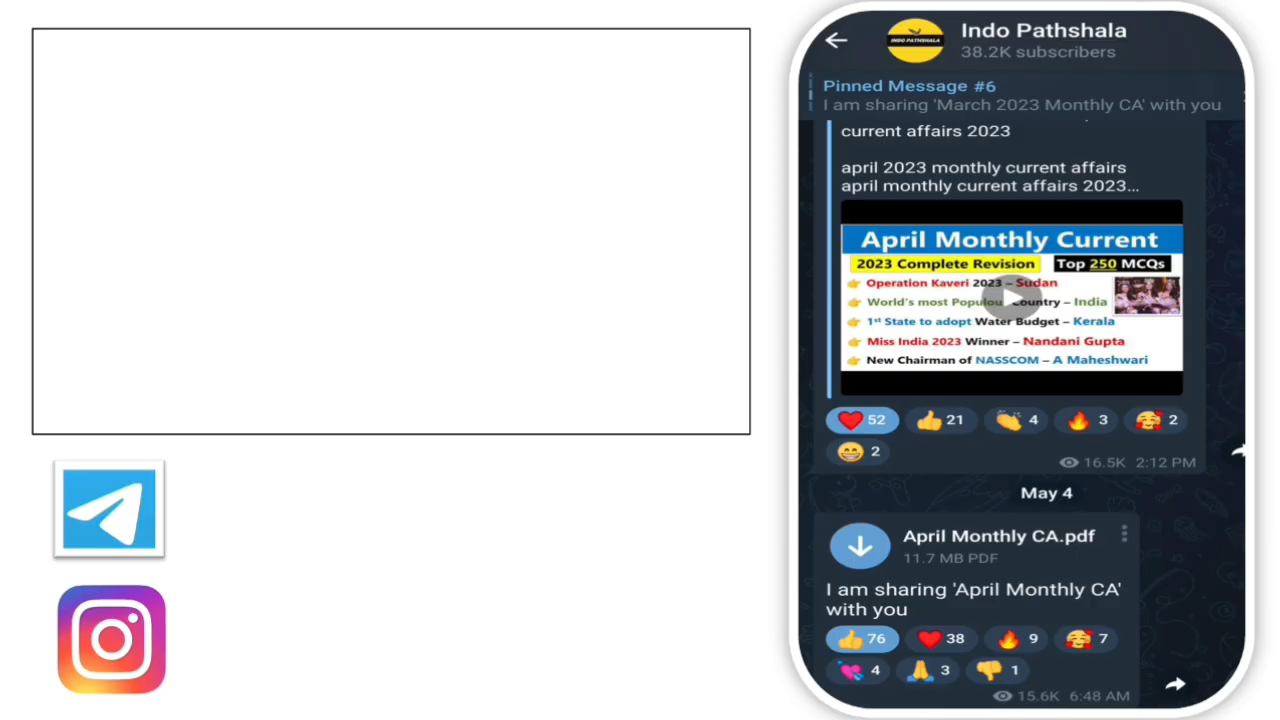 Indo Pathshala
INDO PATHSHALA
38.2K subscribers
Pinned Message #6
I am sharing 'March 2023 Monthly CA' with you
current affairs 2023
april 2023 monthly current affairs
april monthly current affairs 2023...
April Monthly Current
2023 Complete Revision Top 250 MCQs
Operation Kaveri 2023 – Sudan
World's most Populou Country – India
1st State to adopt Water Budget – Kerala
Miss India 2023 Winner – Nandani Gupta
New Chairman of NASSCOM – A Maheshwari
52 21 4 3 2
2
16.5K 2:12 PM
May 4
April Monthly CA.pdf
11.7 MB PDF
I am sharing 'April Monthly CA'
with you
76 38 9 7
4 3 1
15.6K 6:48 AM